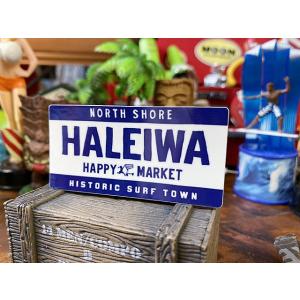 NORTH SHORE
HALEIWA
HAPPY MARKET
HISTORIC SURF TOWN
MOON